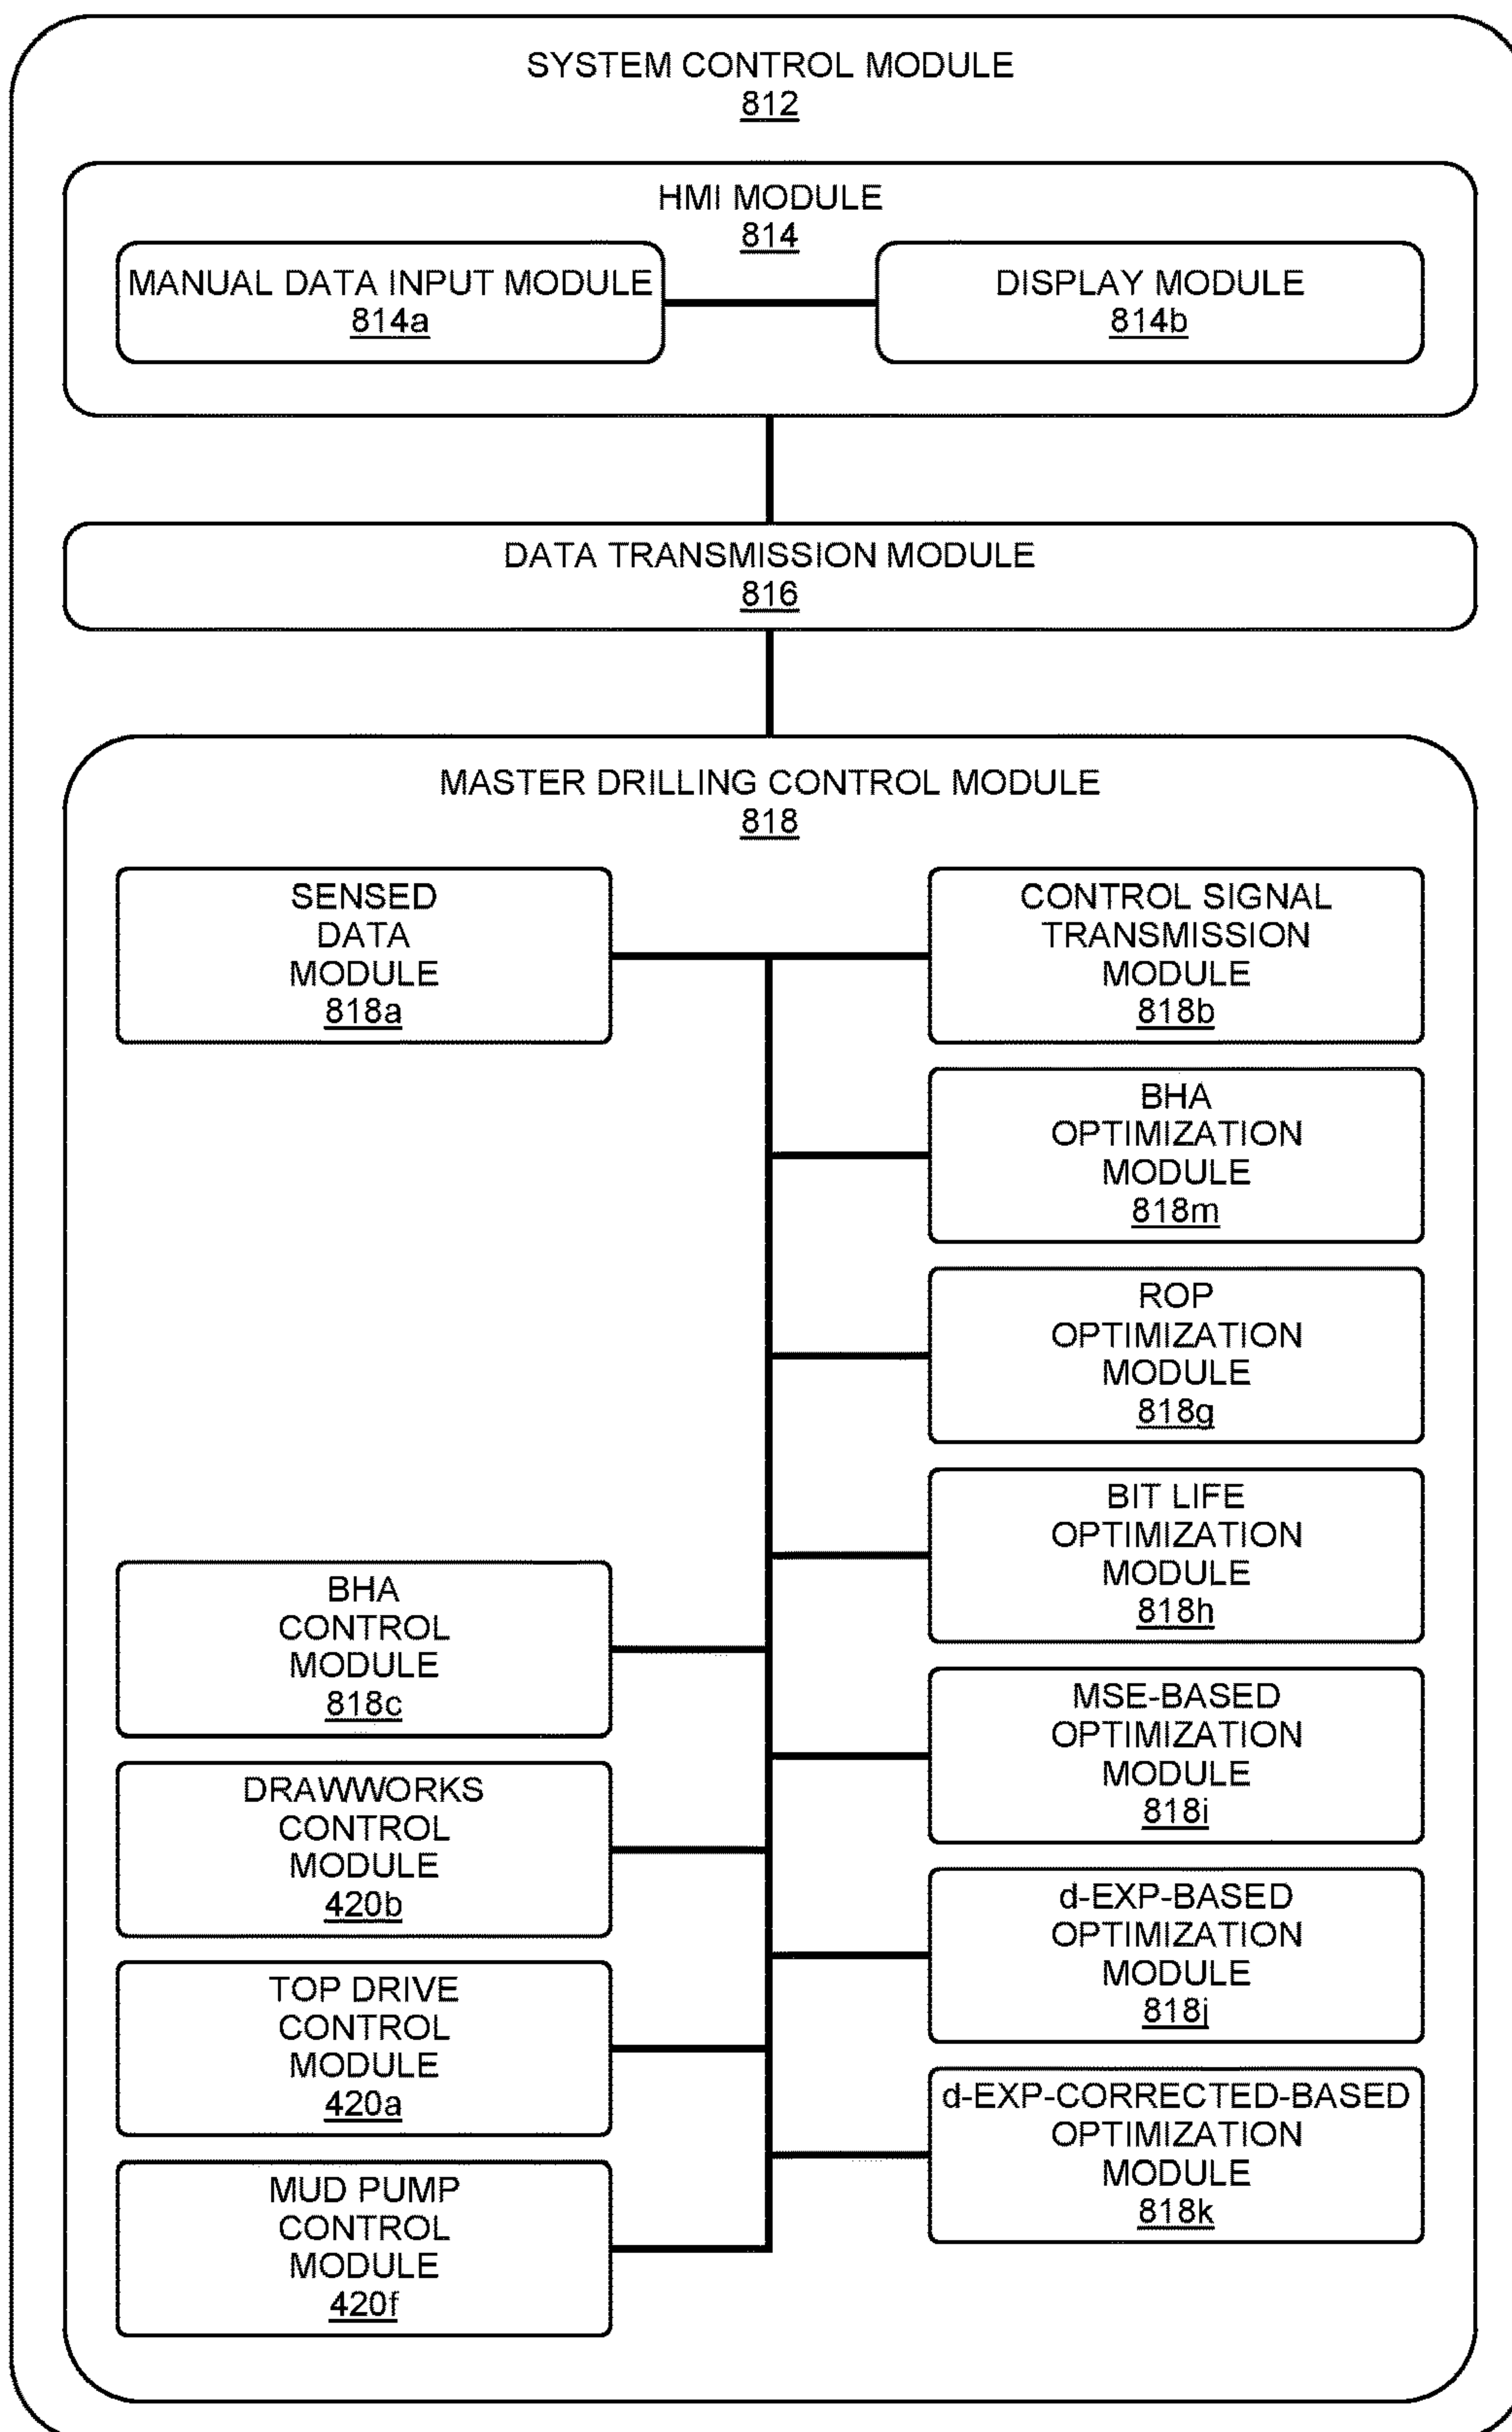 SYSTEM CONTROL MODULE
812
HMI MODULE
814
MANUAL DATA INPUT MODULE
814a
DISPLAY MODULE
814b
DATA TRANSMISSION MODULE
816
MASTER DRILLING CONTROL MODULE
818
SENSED
DATA
MODULE
818a
CONTROL SIGNAL
TRANSMISSION
MODULE
818b
BHA
OPTIMIZATION
MODULE
818m
ROP
OPTIMIZATION
MODULE
818g
BIT LIFE
OPTIMIZATION
MODULE
818h
BHA
CONTROL
MODULE
818c
MSE-BASED
OPTIMIZATION
MODULE
818i
DRAWWORKS
CONTROL
MODULE
420b
d-EXP-BASED
OPTIMIZATION
MODULE
818j
TOP DRIVE
CONTROL
MODULE
420a
d-EXP-CORRECTED-BASED
OPTIMIZATION
MODULE
818k
MUD PUMP
CONTROL
MODULE
420f